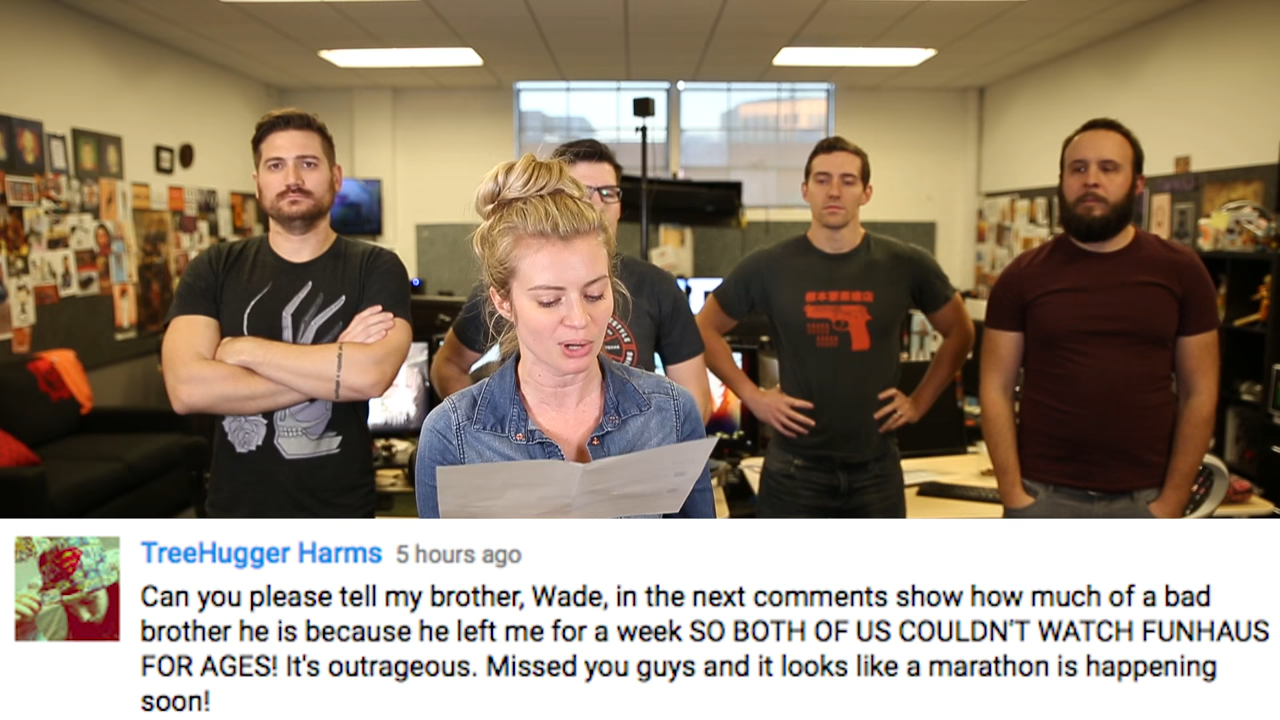 TreeHugger Harms 5 hours ago
Can you please tell my brother, Wade, in the next comments show how much of a bad
brother he is because he left me for a week SO BOTH OF US COULDN'T WATCH FUNHAUS
FOR AGES! It's outrageous. Missed you guys and it looks like a marathon is happening
soon!